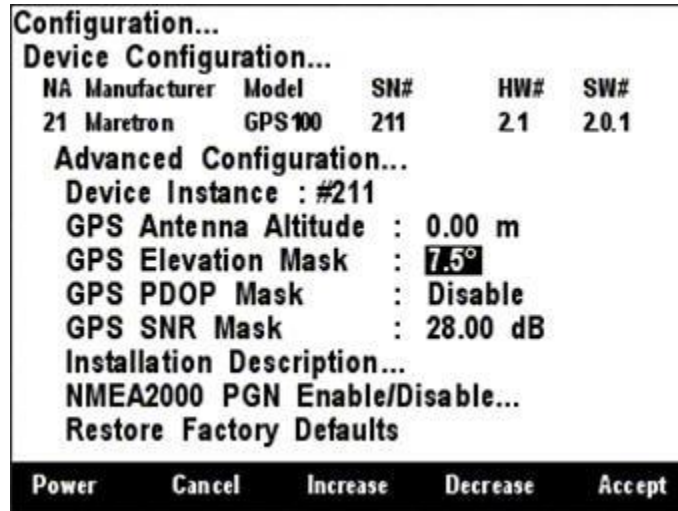 Configuration...
Device Configuration...
NA Manufacturer Model SN# HW# SW#
21 Maretron GPS100 211 2.1 2.0.1
Advanced Configuration...
Device Instance : #211
GPS Antenna Altitude : 0.00 m
GPS Elevation Mask : 7.5°
GPS PDOP Mask : Disable
GPS SNR Mask : 28.00 dB
Installation Description...
NMEA2000 PGN Enable/Disable...
Restore Factory Defaults
Power Cancel Increase Decrease Accept